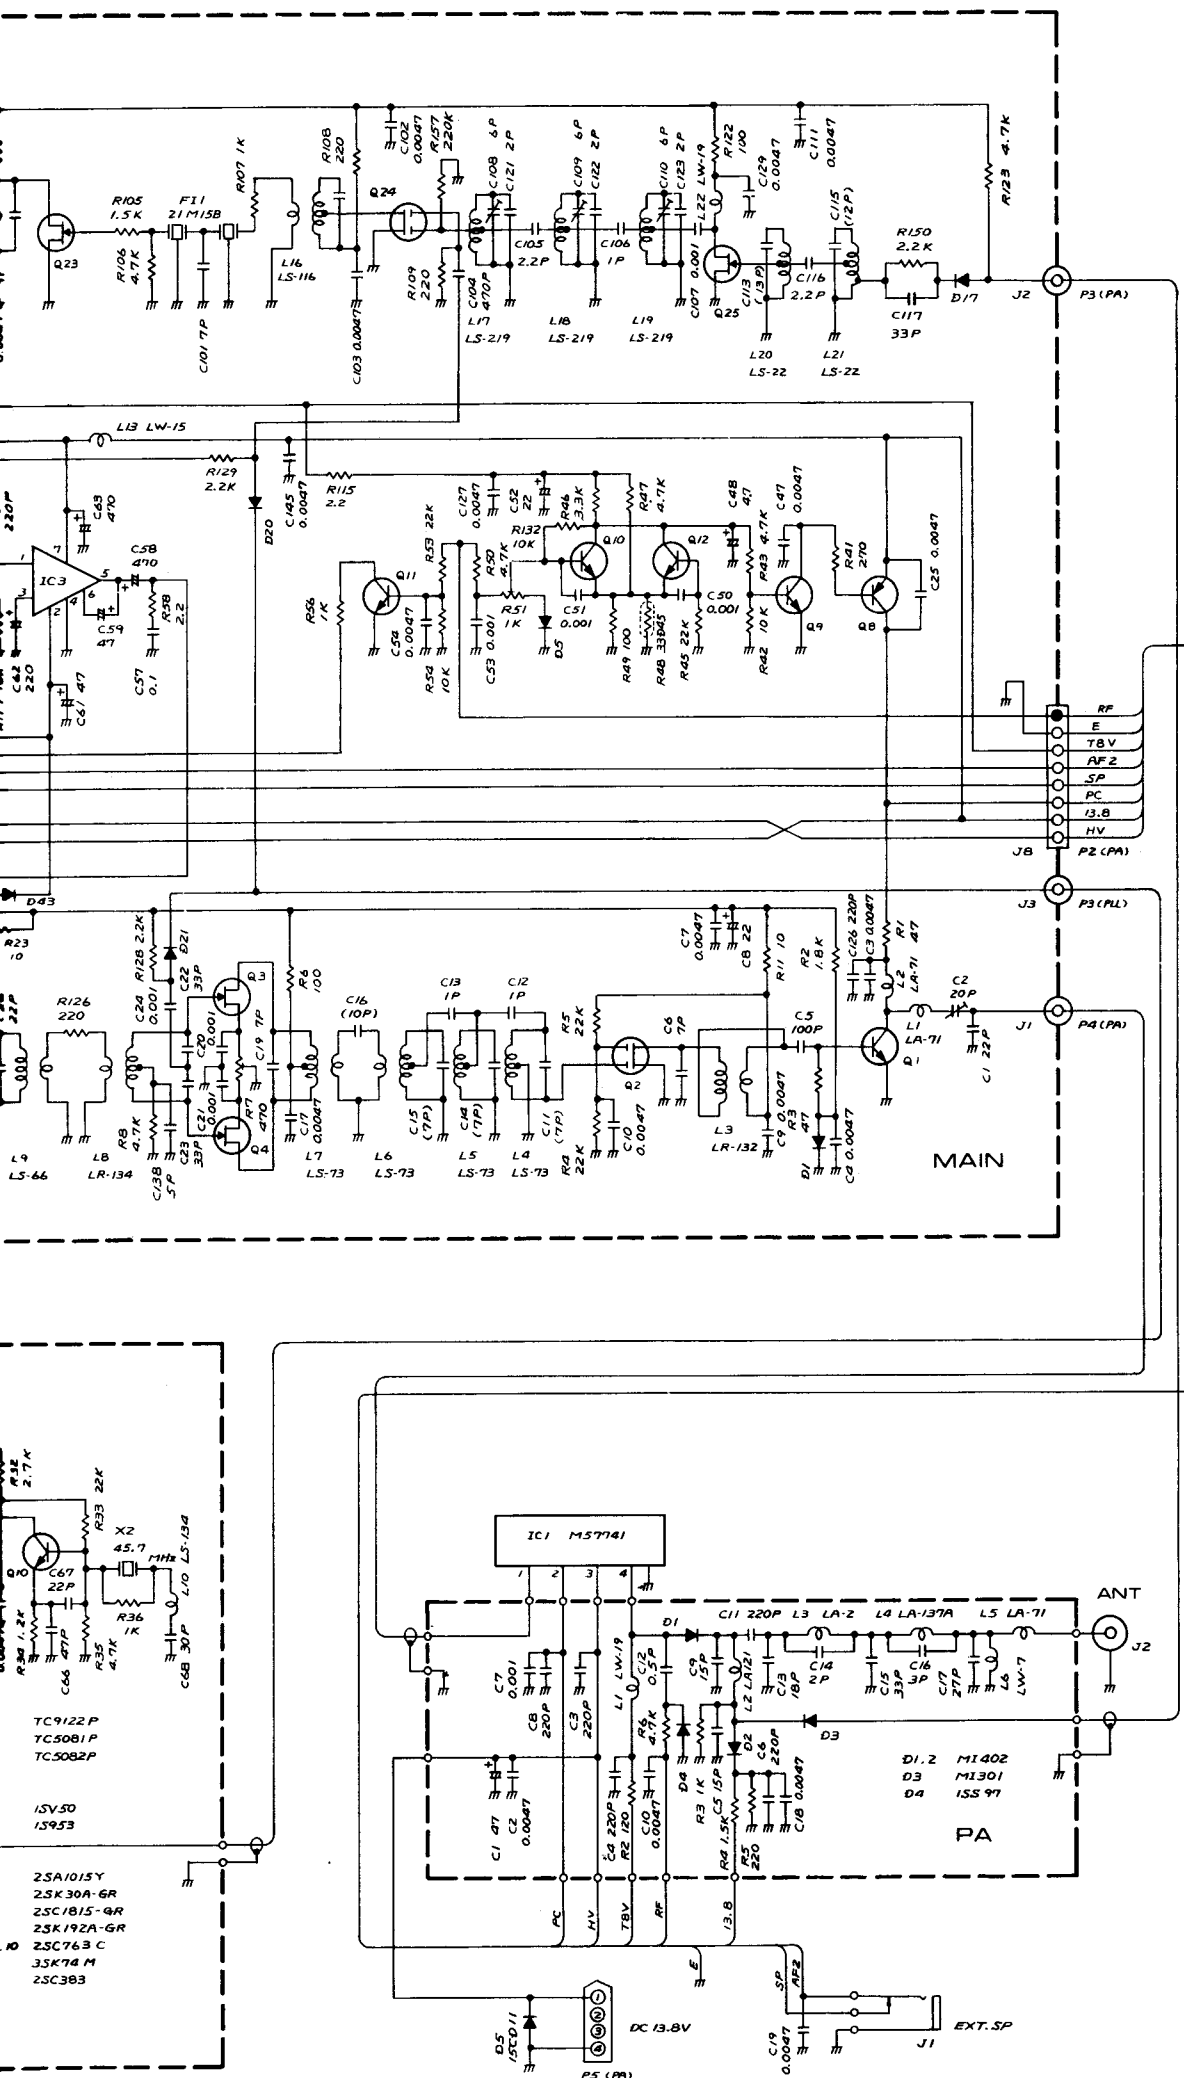 R107 1K
R108
220
C102
0.0047
R157
220K
C108 6P
C121 2P
C109 6P
C122 2P
C110 6P
C123 2P
L22 LW-19
R122
100
C129
0.0047
C111
0.0047
R123 4.7K
Q24
R105
1.5K
FI1
21M15B
Q23
R106
4.7K
C101 7P
L16
LS-116
C103 0.0047
R109
220
C104
470P
C105
2.2P
C106
1P
C107 0.001
Q25
C113
(13P)
C115
(12P)
C116
2.2P
R150
2.2K
C117
33P
D17
J2
P3(PA)
L17
LS-219
L18
LS-219
L19
LS-219
L20
LS-22
L21
LS-22
L13 LW-15
R129
2.2K
D20
C145
0.0047
R115
2.2
220P
C63
470
IC3
1
7
5
3
2
4
6
C58
470
R58
2.2
C59
47
C57
0.1
C62
220
C61 47
R56
1K
Q11
R53 22K
C54
0.0047
R54
10K
C127
0.0047
C52
22
R50
4.7K
C53 0.001
R132
10K
R51
1K
D5
R46
3.3K
Q10
C51
0.001
R49 100
R47
4.7K
Q12
R45 22K
C50
0.001
C48
47
R43 4.7K
R42 10K
C47
0.0047
Q9
R41
270
Q8
C25 0.0047
RF
E
T8V
AF2
SP
PC
13.8
HV
J8
P2(PA)
J3
P3(PLL)
D43
R23
10
R128 2.2K
D21
C24
0.001
C22
33P
Q3
R6
100
C16
(10P)
C13
1P
C12
1P
C7
0.0047
C8 22
R11 10
R2
1.8K
C126 220P
C3 0.0047
R1
47
L2
LA-71
C2
20P
L1
LA-71
C1 22P
Q1
J1
P4(PA)
22P
R126
220
C20
0.001
C19 7P
R7
470
C21
0.001
C23
33P
Q4
C17
0.0047
R8
4.7K
C138
5P
C15
(7P)
C14
(7P)
C11
(7P)
R5
22K
Q2
R4
22K
C10
0.0047
C6
7P
C5
100P
L3
LR-132
C9 0.0047
R3
47
D1
C4 0.0047
L9
LS-66
L8
LR-134
L7
LS-73
L6
LS-73
L5
LS-73
L4
LS-73
MAIN
R32
2.7K
R33 22K
Q10
C67
22P
X2
45.7
MHz
R36
1K
L10 LS-134
R34 1.2K
C66 47P
R35
4.7K
C68 30P
TC9122P
TC5081P
TC5082P
1SV50
1S953
2SA1015Y
2SK30A-GR
2SC1815-GR
2SK192A-GR
10 2SC763C
3SK74M
2SC383
IC1 M57741
1
2
3
4
C7
0.001
C8
220P
C3
220P
L1 LW-19
C12
0.5P
D1
C9
15P
C11 220P
L2 LA121
L3 LA-2
C13
18P
C14
2P
L4 LA-137A
C15
33P
C16
3P
C17
27P
L5 LA-71
L6
LW-7
ANT
J2
R6
4.7K
D4
R3 1K
C5 15P
D2
C6
220P
D3
C1 47
C2
0.0047
C4 220P
R2 120
C10
0.0047
R4 1.5K
R5
220
C18 0.0047
D1.2 MI402
D3 MI301
D4 1SS97
PA
PC
HV
T8V
RF
13.8
E
SP
AF2
D5
15CD11
1
2
3
4
DC 13.8V
P5 (PA)
C19
0.0047
J1
EXT.SP